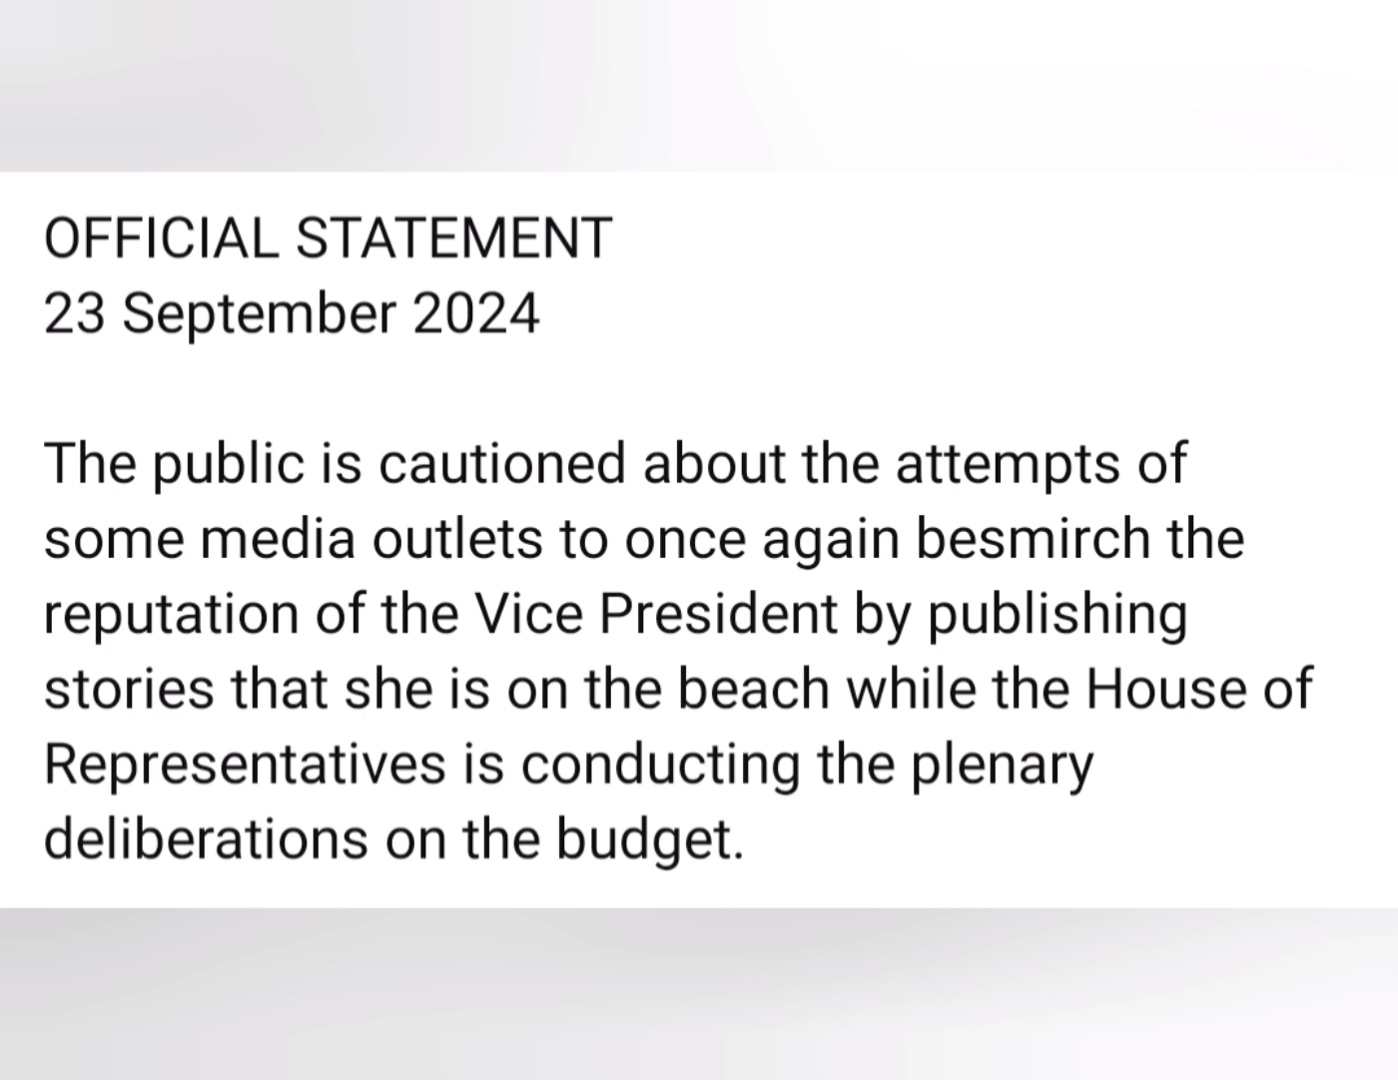 OFFICIAL STATEMENT
23 September 2024
The public is cautioned about the attempts of
some media outlets to once again besmirch the
reputation of the Vice President by publishing
stories that she is on the beach while the House of
Representatives is conducting the plenary
deliberations on the budget.